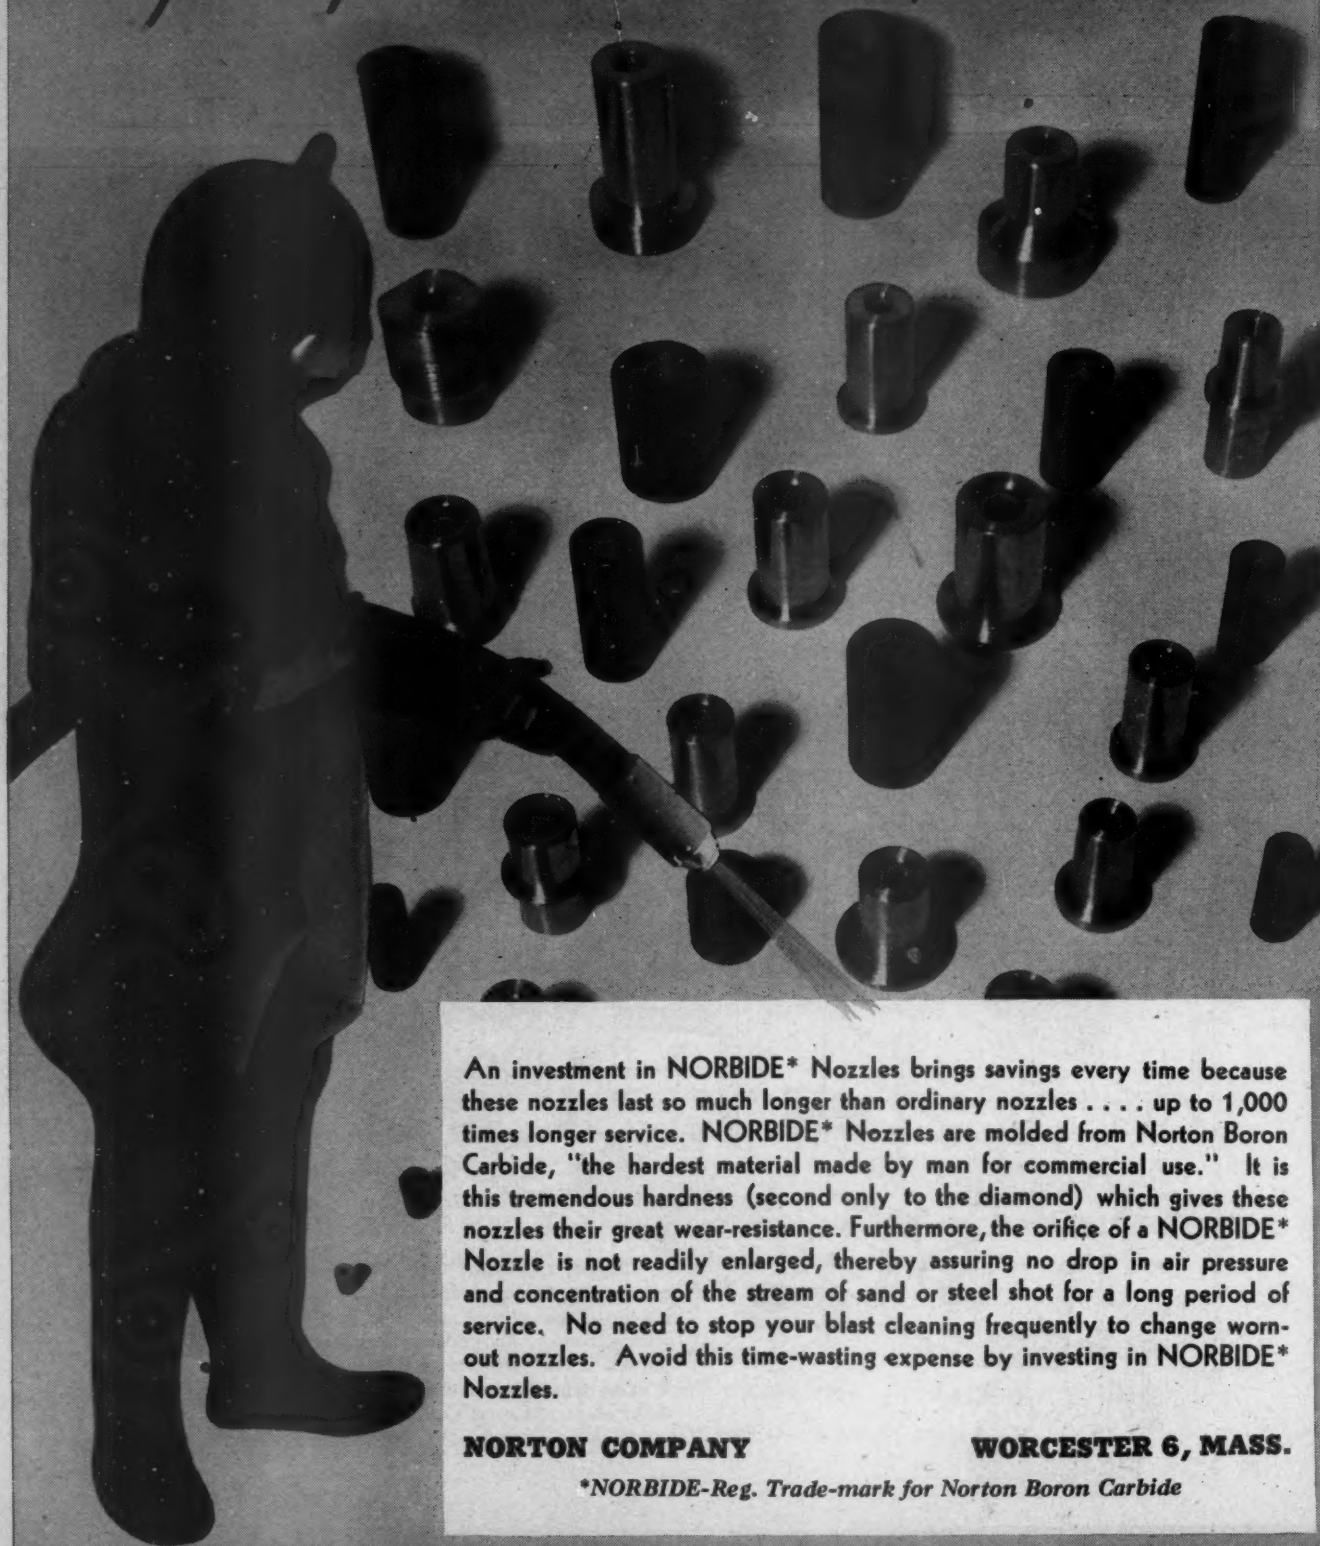 An investment in NORBIDE* Nozzles brings savings every time because
these nozzles last so much longer than ordinary nozzles . . . . up to 1,000
times longer service. NORBIDE* Nozzles are molded from Norton Boron
Carbide, "the hardest material made by man for commercial use." It is
this tremendous hardness (second only to the diamond) which gives these
nozzles their great wear-resistance. Furthermore, the orifice of a NORBIDE*
Nozzle is not readily enlarged, thereby assuring no drop in air pressure
and concentration of the stream of sand or steel shot for a long period of
service. No need to stop your blast cleaning frequently to change worn-
out nozzles. Avoid this time-wasting expense by investing in NORBIDE*
Nozzles.
NORTON COMPANY WORCESTER 6, MASS.
*NORBIDE-Reg. Trade-mark for Norton Boron Carbide